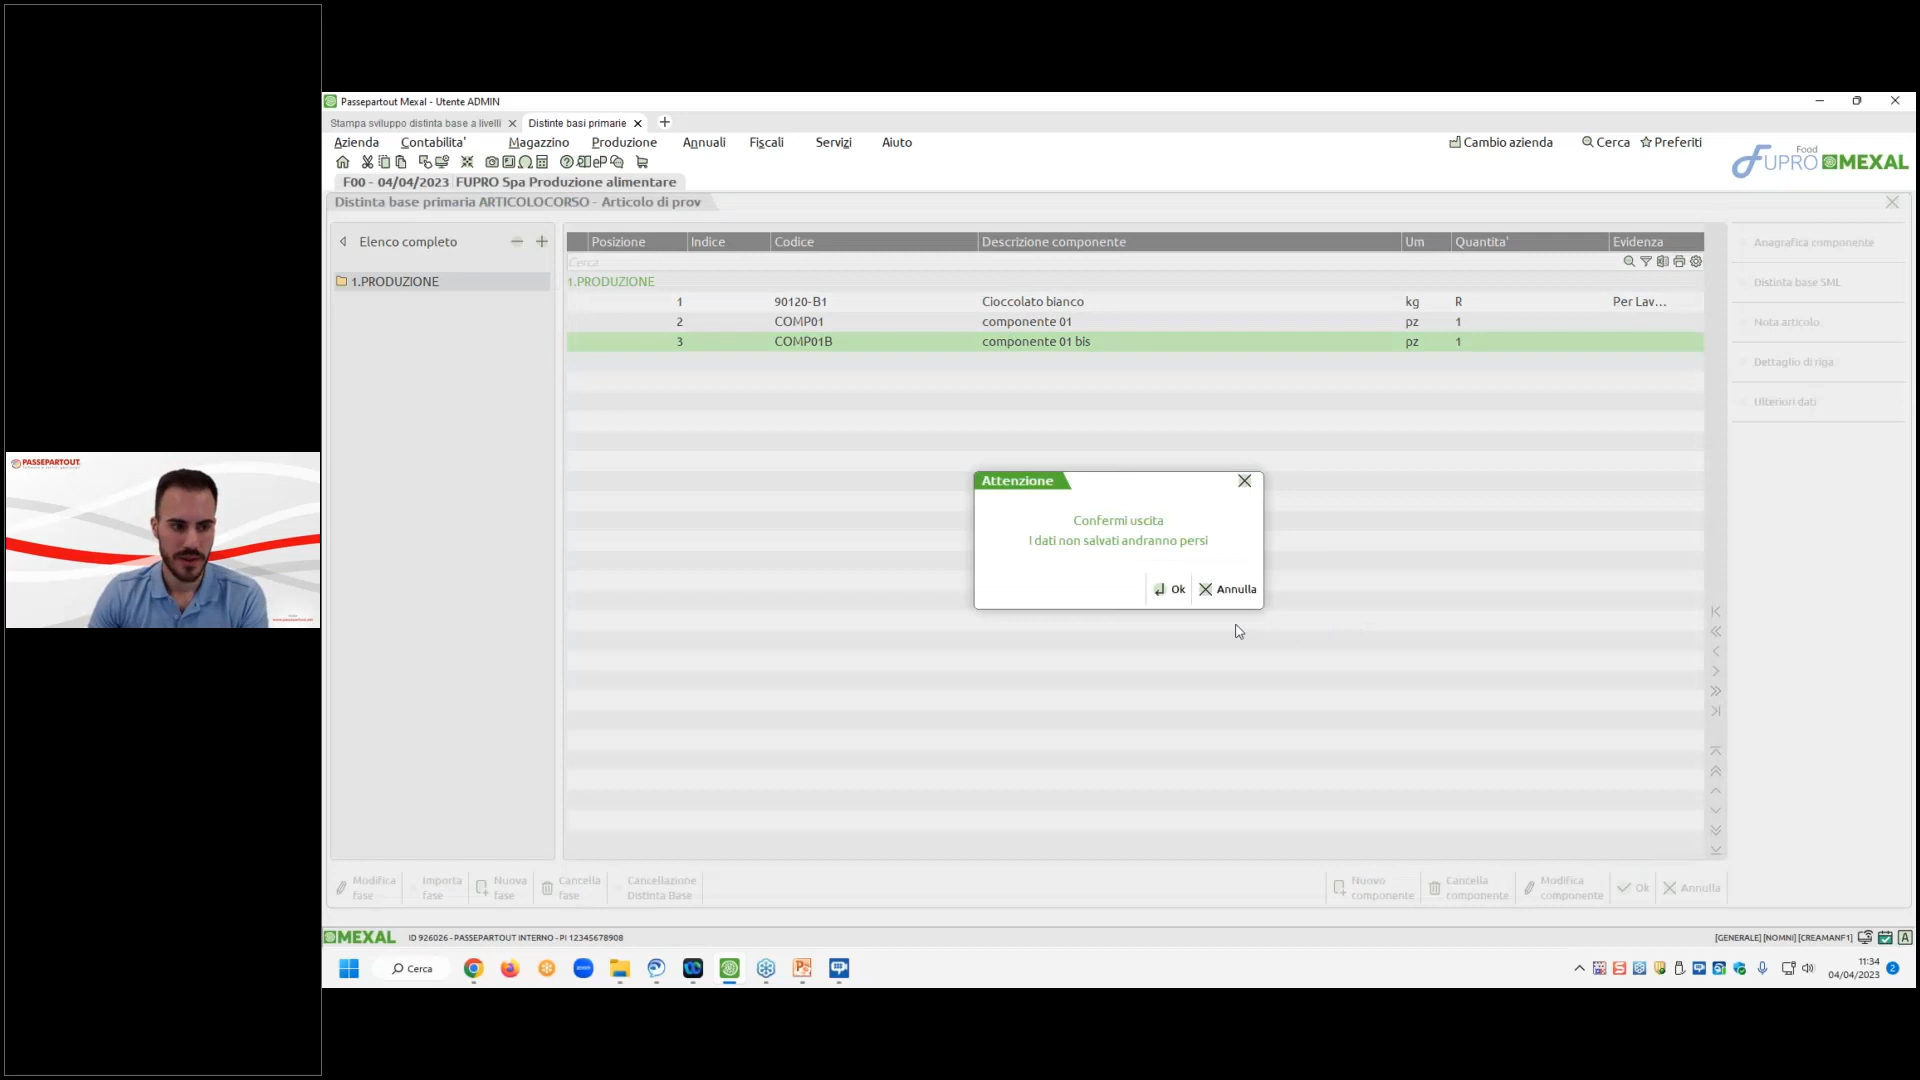 Passepartout Mexal - Utente ADMIN
Stampa sviluppo distinta base a livelli
Distinte basi primarie
Azienda Contabilita' Magazzino Produzione Annuali Fiscali Servizi Aiuto
Cambio azienda Cerca Preferiti
Food
FUPRO MEXAL
F00 - 04/04/2023 FUPRO Spa Produzione alimentare
Distinta base primaria ARTICOLOCORSO - Articolo di prov
Elenco completo
1.PRODUZIONE
Posizione Indice Codice Descrizione componente Um Quantita' Evidenza
Cerca
1.PRODUZIONE
1 90120-B1 Cioccolato bianco kg R Per Lav...
2 COMP01 componente 01 pz 1
3 COMP01B componente 01 bis pz 1
Anagrafica componente
Distinta base SML
Nota articolo
Dettaglio di riga
Ulteriori dati
PASSEPARTOUT
Attenzione
Confermi uscita
I dati non salvati andranno persi
Ok Annulla
Modifica fase
Importa fase
Nuova fase
Cancella fase
Cancellazione Distinta Base
Nuovo componente
Cancella componente
Modifica componente
Ok
Annulla
MEXAL ID 926026 - PASSEPARTOUT INTERNO - PI 12345678908
[GENERALE] [NOMNI] [CREAMANF1] A
Cerca
11:34
04/04/2023
2